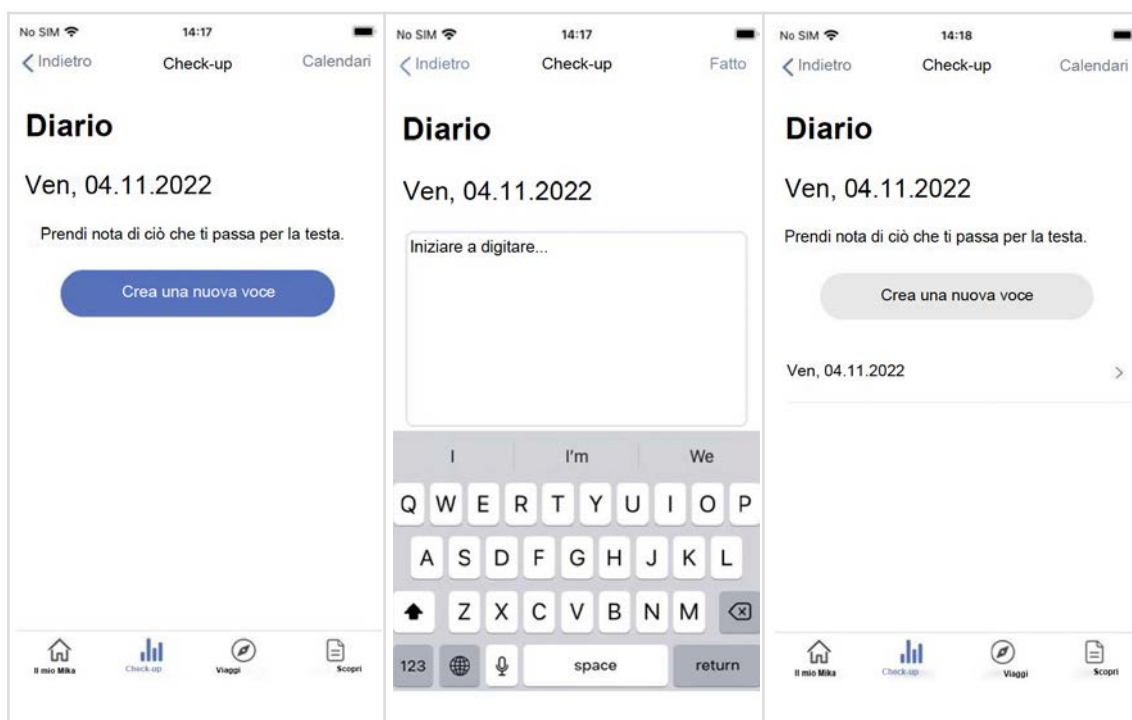 No SIM 14:17
Indietro Check-up Calendari
Diario
Ven, 04.11.2022
Prendi nota di ciò che ti passa per la testa.
Crea una nuova voce
Il mio Mika Check-up Viaggi Scopri
No SIM 14:17
Indietro Check-up Fatto
Diario
Ven, 04.11.2022
Iniziare a digitare...
I I'm We
Q W E R T Y U I O P
A S D F G H J K L
Z X C V B N M
123 space return
No SIM 14:18
Indietro Check-up Calendari
Diario
Ven, 04.11.2022
Prendi nota di ciò che ti passa per la testa.
Crea una nuova voce
Ven, 04.11.2022
Il mio Mika Check-up Viaggi Scopri